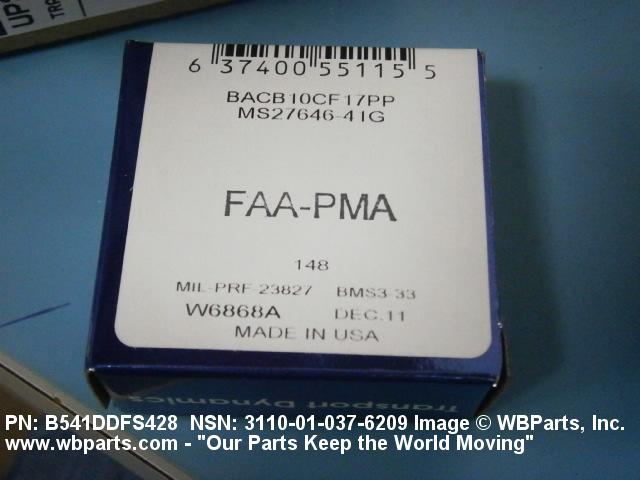 UPS
6 37400 55115 5
BACB10CF17PP
MS27646-41G
FAA-PMA
148
MIL-PRF-23827 BMS3-33
W6868A DEC.11
MADE IN USA
Transport Dynamics
PN: B541DDFS428 NSN: 3110-01-037-6209 Image © WBParts, Inc.
www.wbparts.com - "Our Parts Keep the World Moving"